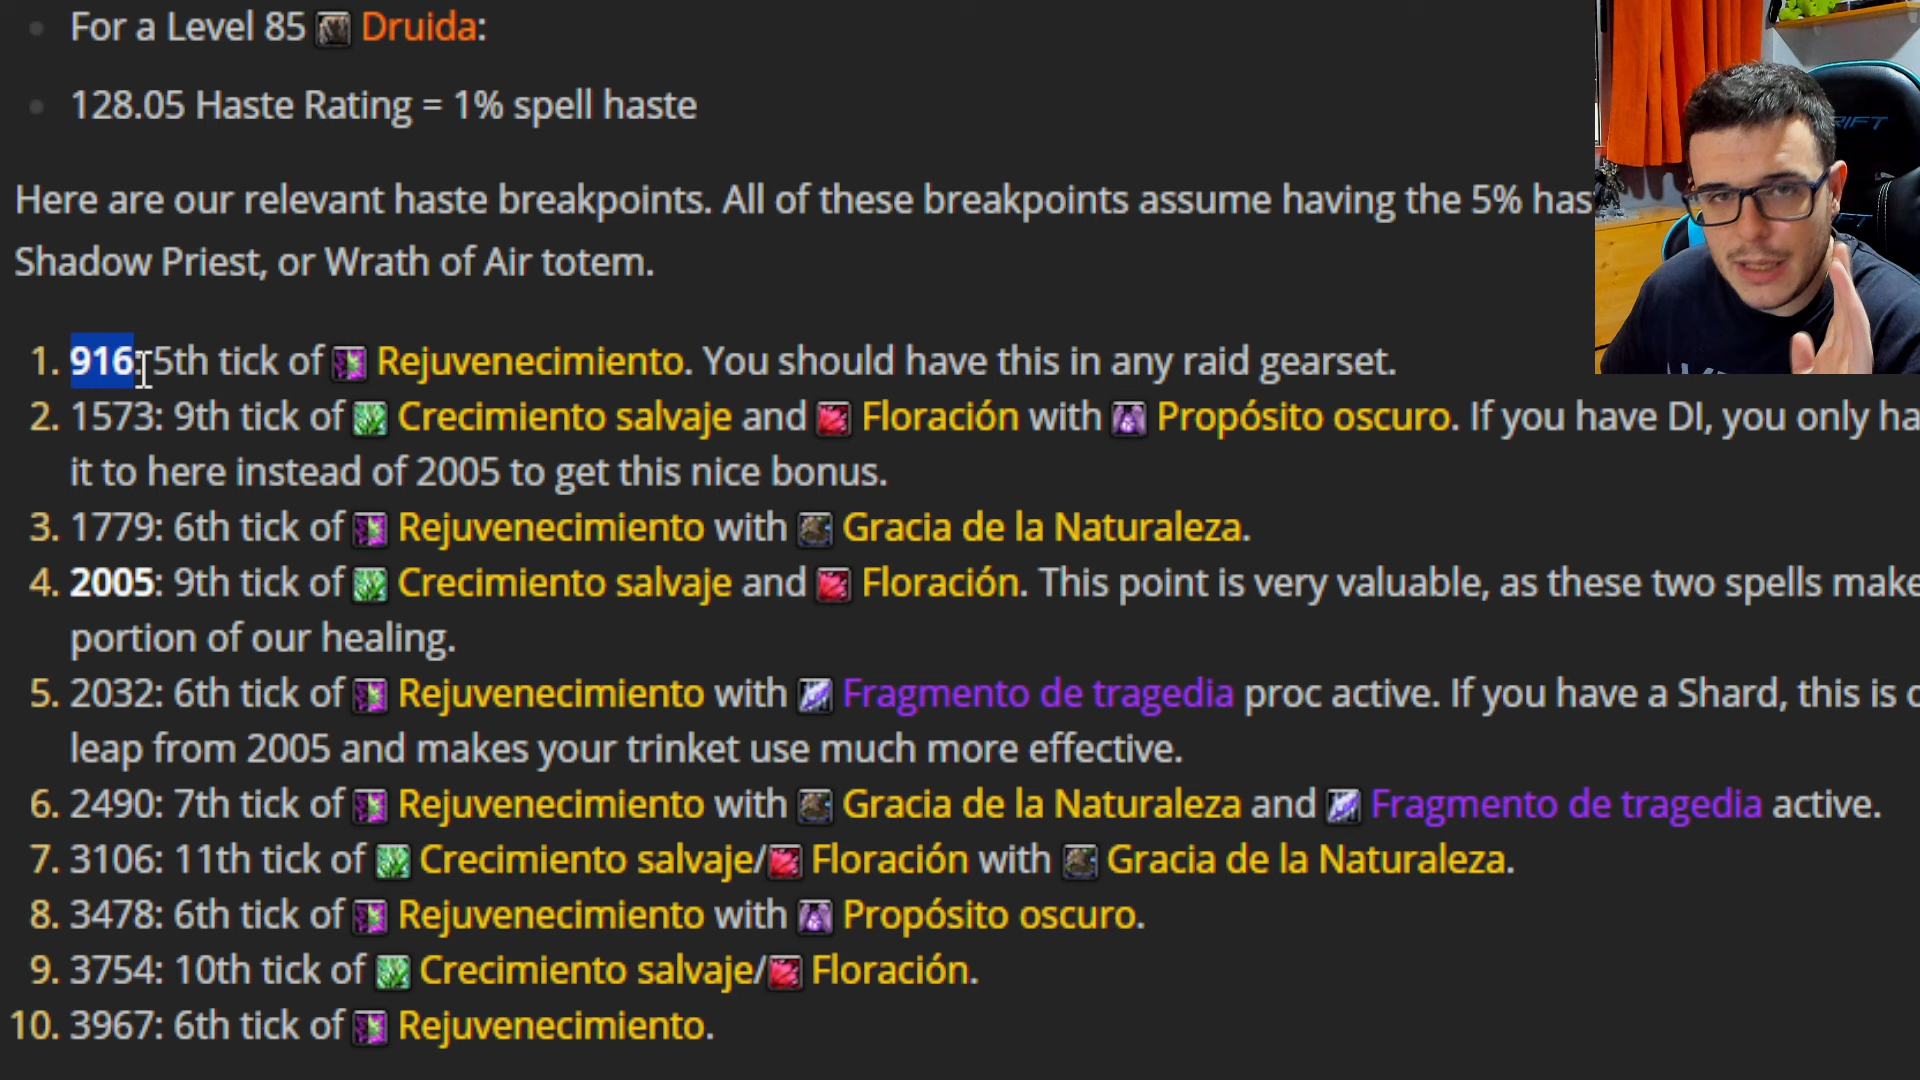 For a Level 85 Druida:
128.05 Haste Rating = 1% spell haste
Here are our relevant haste breakpoints. All of these breakpoints assume having the 5% has
Shadow Priest, or Wrath of Air totem.
1. 916: 5th tick of Rejuvenecimiento. You should have this in any raid gearset.
2. 1573: 9th tick of Crecimiento salvaje and Floración with Propósito oscuro. If you have DI, you only ha
it to here instead of 2005 to get this nice bonus.
3. 1779: 6th tick of Rejuvenecimiento with Gracia de la Naturaleza.
4. 2005: 9th tick of Crecimiento salvaje and Floración. This point is very valuable, as these two spells make
portion of our healing.
5. 2032: 6th tick of Rejuvenecimiento with Fragmento de tragedia proc active. If you have a Shard, this is
leap from 2005 and makes your trinket use much more effective.
6. 2490: 7th tick of Rejuvenecimiento with Gracia de la Naturaleza and Fragmento de tragedia active.
7. 3106: 11th tick of Crecimiento salvaje/Floración with Gracia de la Naturaleza.
8. 3478: 6th tick of Rejuvenecimiento with Propósito oscuro.
9. 3754: 10th tick of Crecimiento salvaje/Floración.
10. 3967: 6th tick of Rejuvenecimiento.